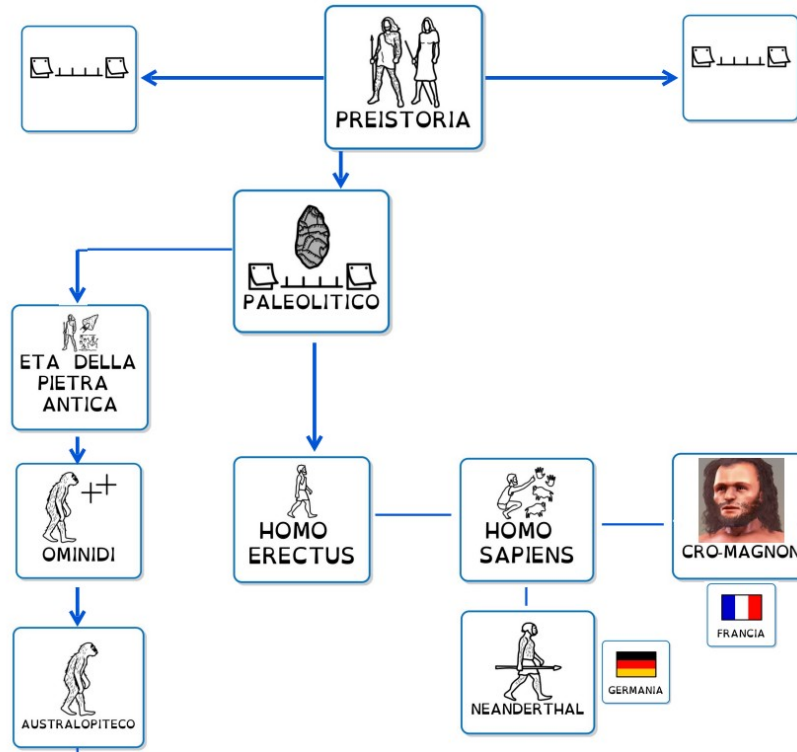 PREISTORIA
PALEOLITICO
ETA DELLA
PIETRA
ANTICA
OMINIDI
HOMO
ERECTUS
HOMO
SAPIENS
CRO-MAGNON
FRANCIA
GERMANIA
NEANDERTHAL
AUSTRALOPITECO